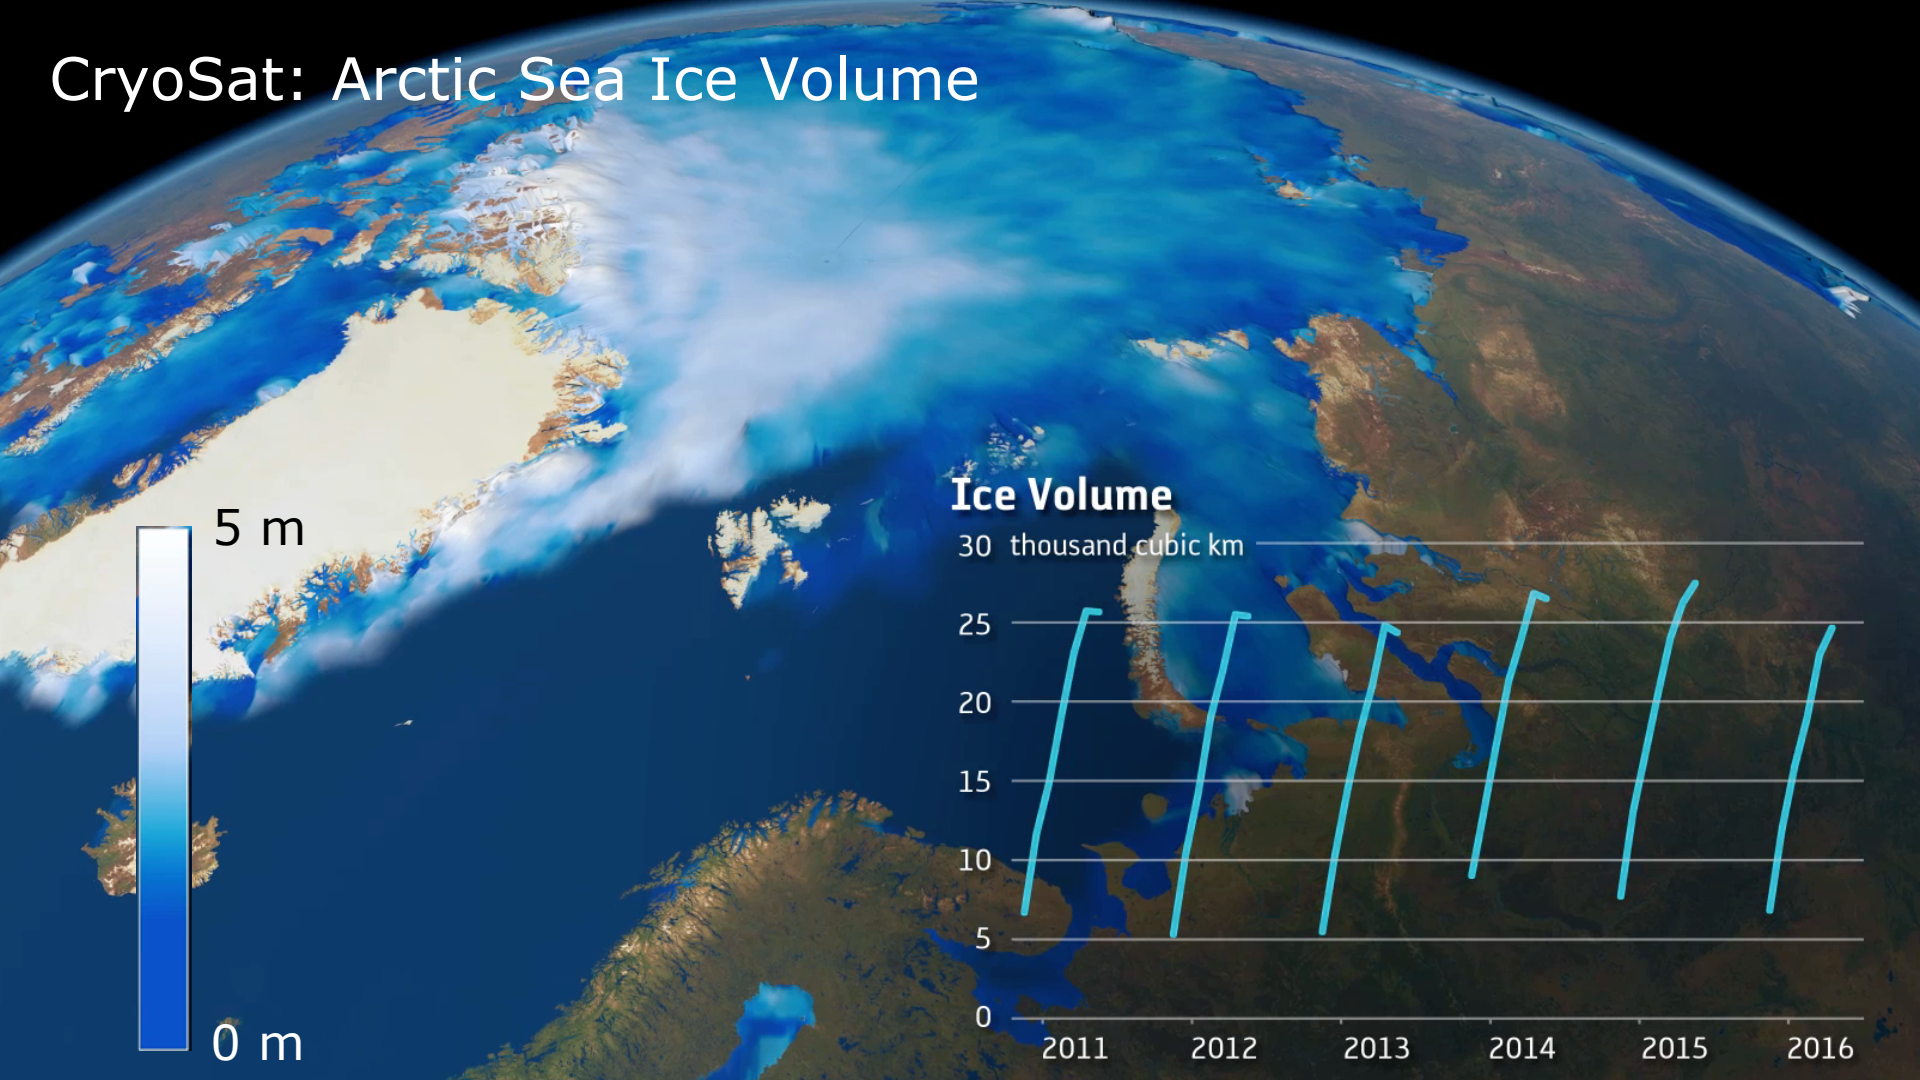 CryoSat: Arctic Sea Ice Volume
5 m
0 m
Ice Volume
30 thousand cubic km
25
20
15
10
5
0
2011 2012 2013 2014 2015 2016